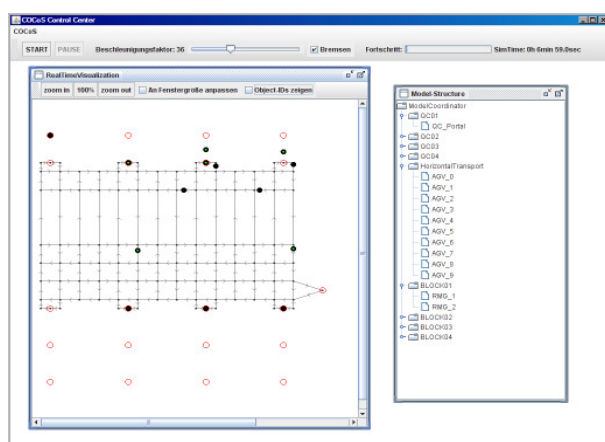 COCoS Control Center
COCoS
START PAUSE Beschleunigungsfaktor: 36 Bremsen Fortschritt: SimTime: 0h 6min 59.0sec
RealTimeVisualization
zoom in 100% zoom out An Fenstergröße anpassen Object-IDs zeigen
Model-Structure
ModelCoordinator
QC01
QC_Portal
QC02
QC03
QC04
HorizontalTransport
AGV_0
AGV_1
AGV_2
AGV_3
AGV_4
AGV_5
AGV_6
AGV_7
AGV_8
AGV_9
BLOCK01
RMG_1
RMG_2
BLOCK02
BLOCK03
BLOCK04